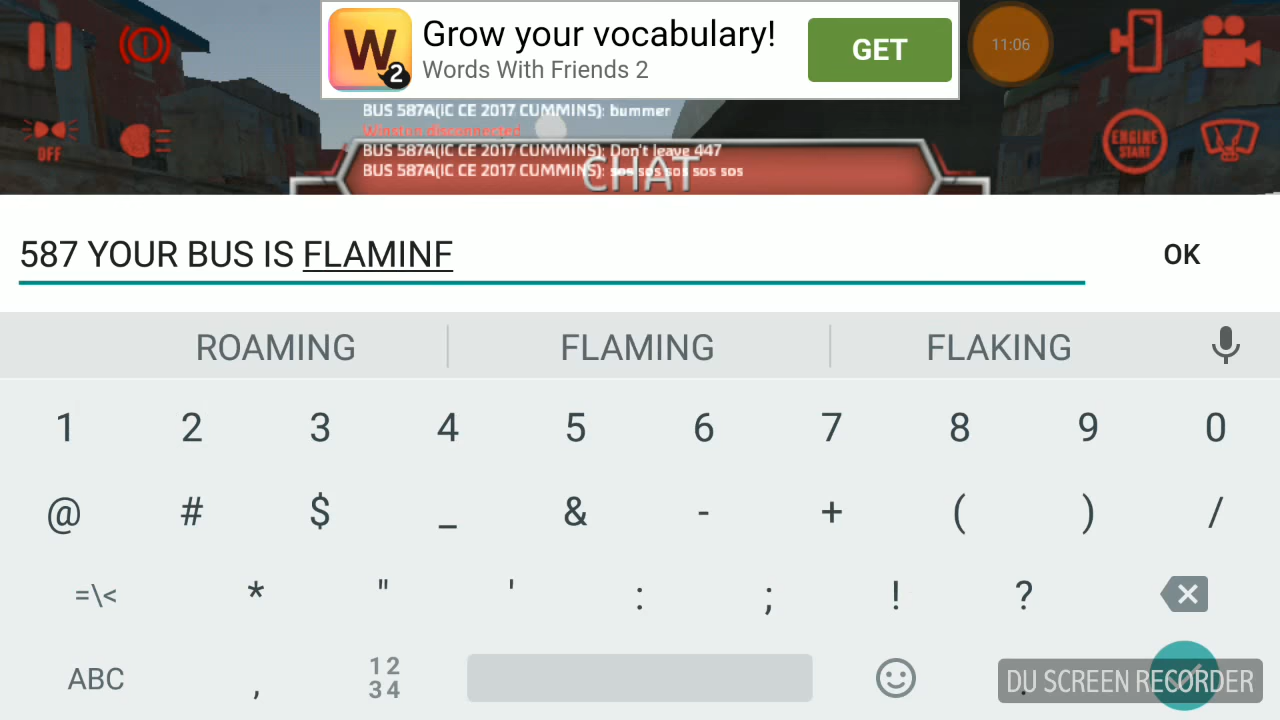 Grow your vocabulary!
Words With Friends 2
W 2
GET
11:06
BUS 587A(IC CE 2017 CUMMINS): bummer
Winston disconnected
BUS 587A(IC CE 2017 CUMMINS): Don't leave 447
BUS 587A(IC CE 2017 CUMMINS): sos sos sos sos sos
CHAT
OFF
ENGINE START
587 YOUR BUS IS FLAMINF
OK
ROAMING FLAMING FLAKING
1 2 3 4 5 6 7 8 9 0
@ # $ _ & - + ( ) /
=\< * " ' : ; ! ?
ABC , 12 34 .
DU SCREEN RECORDER